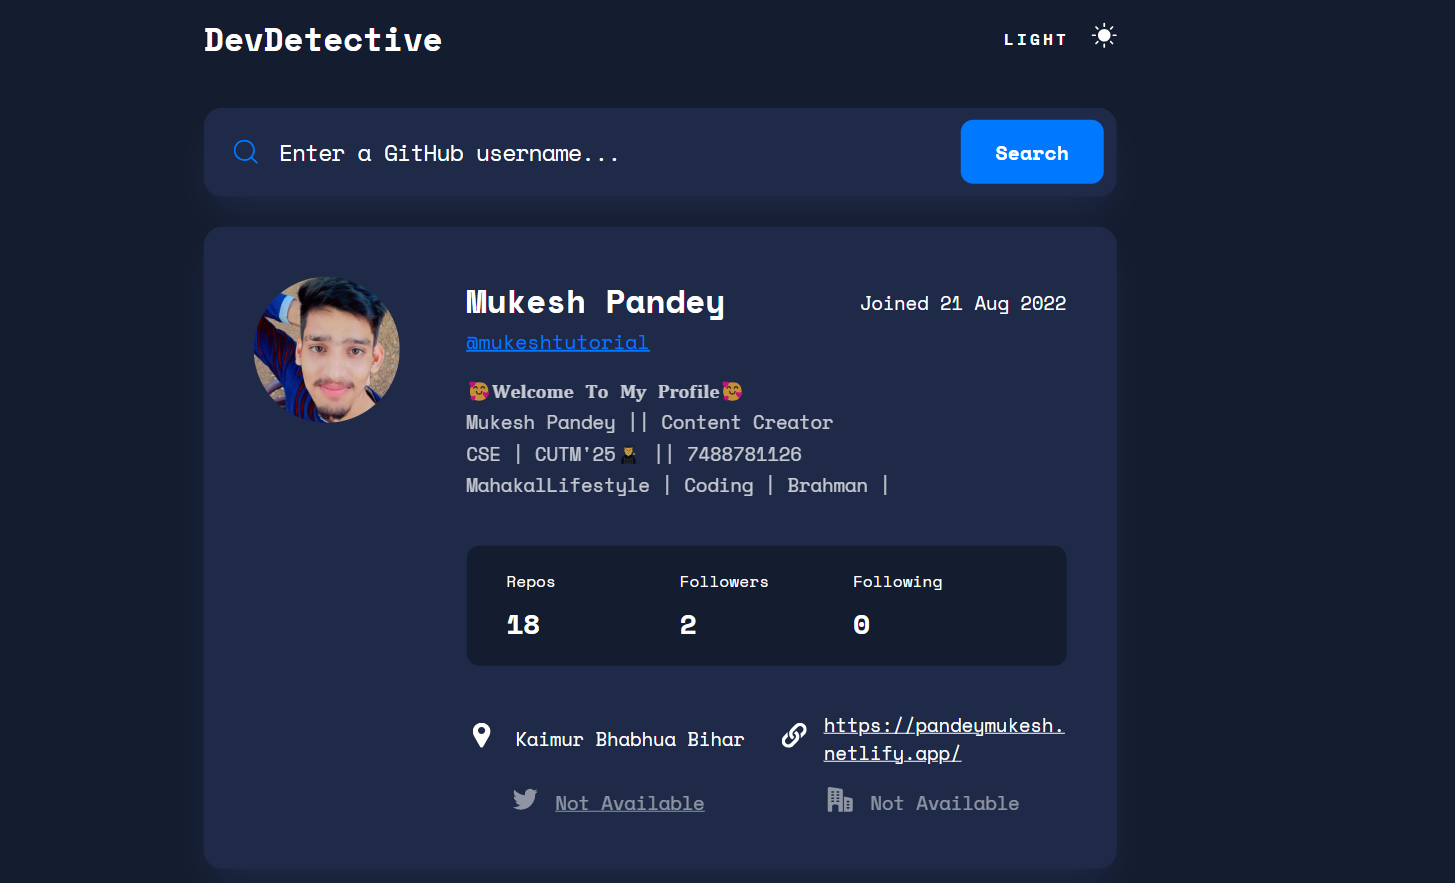 DevDetective
LIGHT
Enter a GitHub username...
Search
Mukesh Pandey
Joined 21 Aug 2022
@mukeshtutorial
🥰Welcome To My Profile🥰
Mukesh Pandey || Content Creator
CSE | CUTM'25👨‍🎓 || 7488781126
MahakalLifestyle | Coding | Brahman |
Repos Followers Following
18 2 0
Kaimur Bhabhua Bihar
https://pandeymukesh.
netlify.app/
Not Available
Not Available